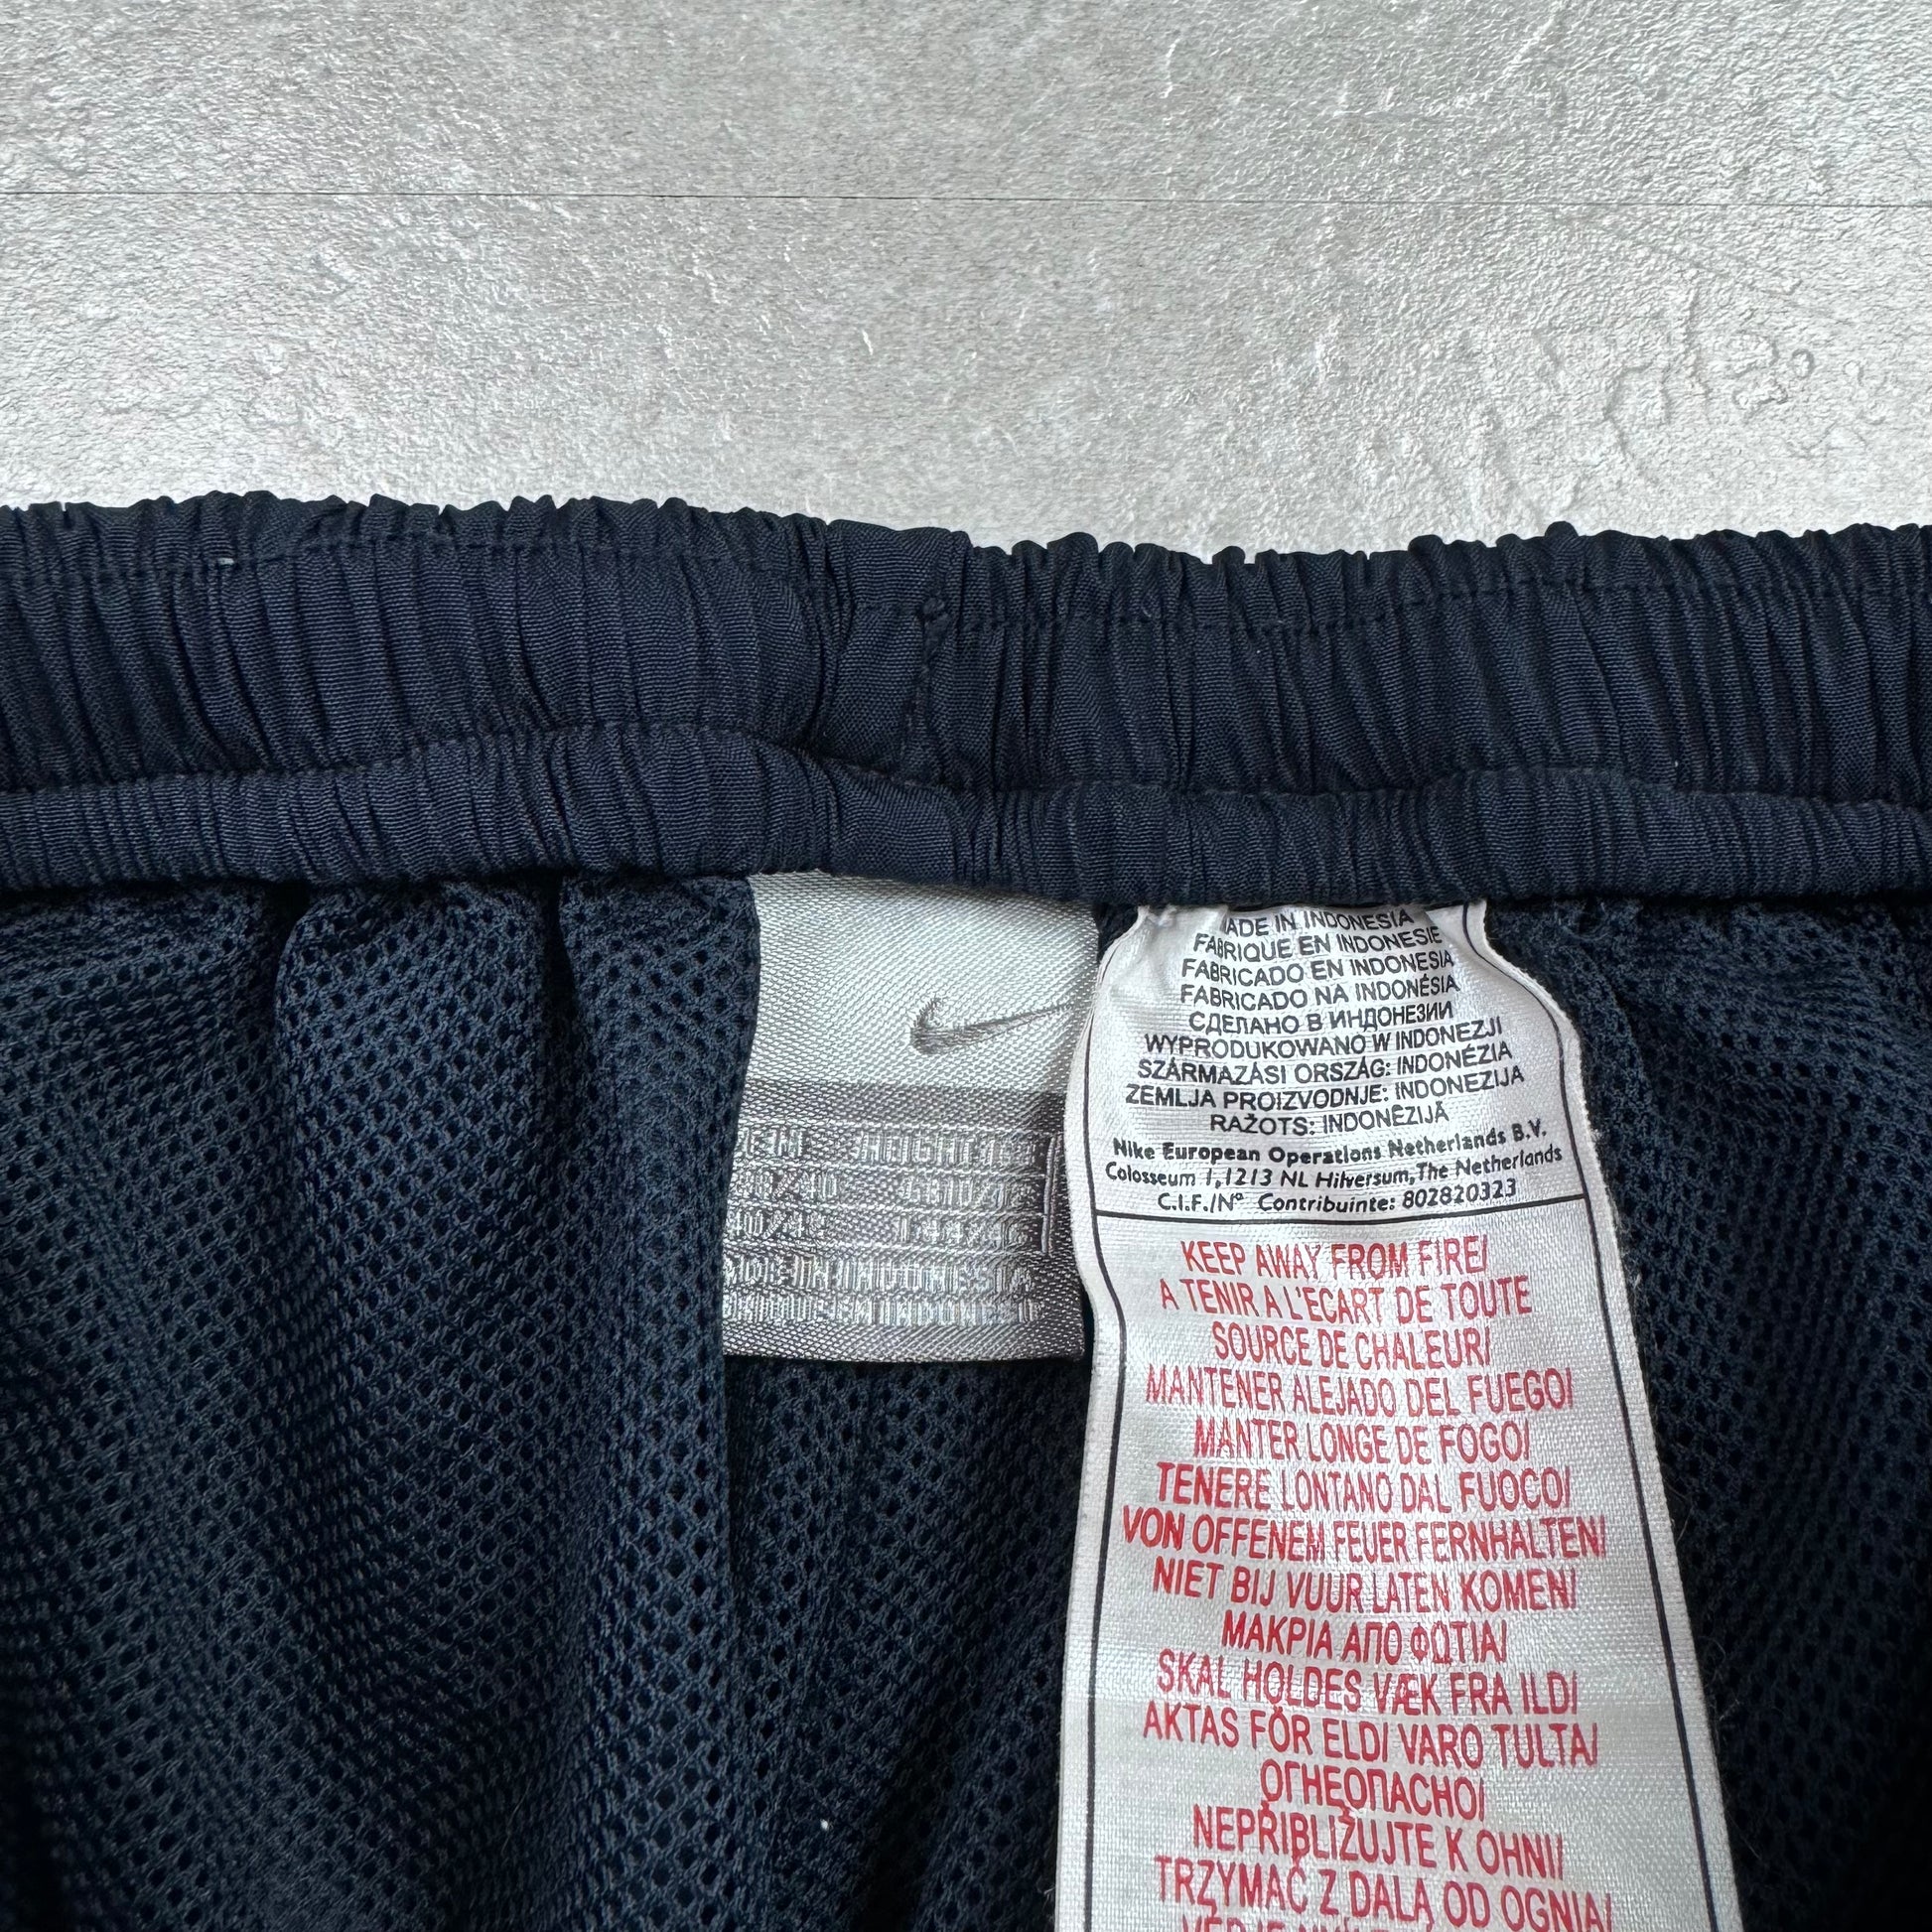 MADE IN INDONESIA
FABRIQUE EN INDONESIE
FABRICADO EN INDONESIA
FABRICADO NA INDONÉSIA
СДЕЛАНО В ИНДОНЕЗИИ
WYPRODUKOWANO W INDONEZJI
SZÁRMAZÁSI ORSZÁG: INDONÉZIA
ZEMLJA PROIZVODNJE: INDONEZIJA
RAŽOTS: INDONĒZIJĀ
Nike European Operations Netherlands B.V.
Colosseum 1,1213 NL Hilversum,The Netherlands
C.I.F./Nº Contribuinte: 802820323
KEEP AWAY FROM FIRE/
A TENIR A L'ECART DE TOUTE
SOURCE DE CHALEUR/
MANTENER ALEJADO DEL FUEGO/
MANTER LONGE DE FOGO/
TENERE LONTANO DAL FUOCO/
VON OFFENEM FEUER FERNHALTEN/
NIET BIJ VUUR LATEN KOMEN/
ΜΑΚΡΙΑ ΑΠΟ ΦΩΤΙΑ/
SKAL HOLDES VÆK FRA ILD/
AKTAS FÖR ELD/ VARO TULTA/
ОГНЕОПАСНО/
NEPŘIBLIŽUJTE K OHNI/
TRZYMAĆ Z DALA OD OGNIA/